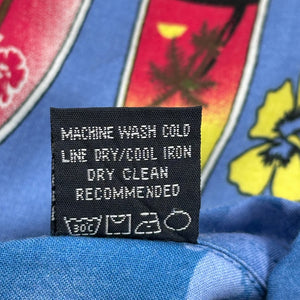 MACHINE WASH COLD
LINE DRY/COOL IRON
DRY CLEAN
RECOMMENDED
30C